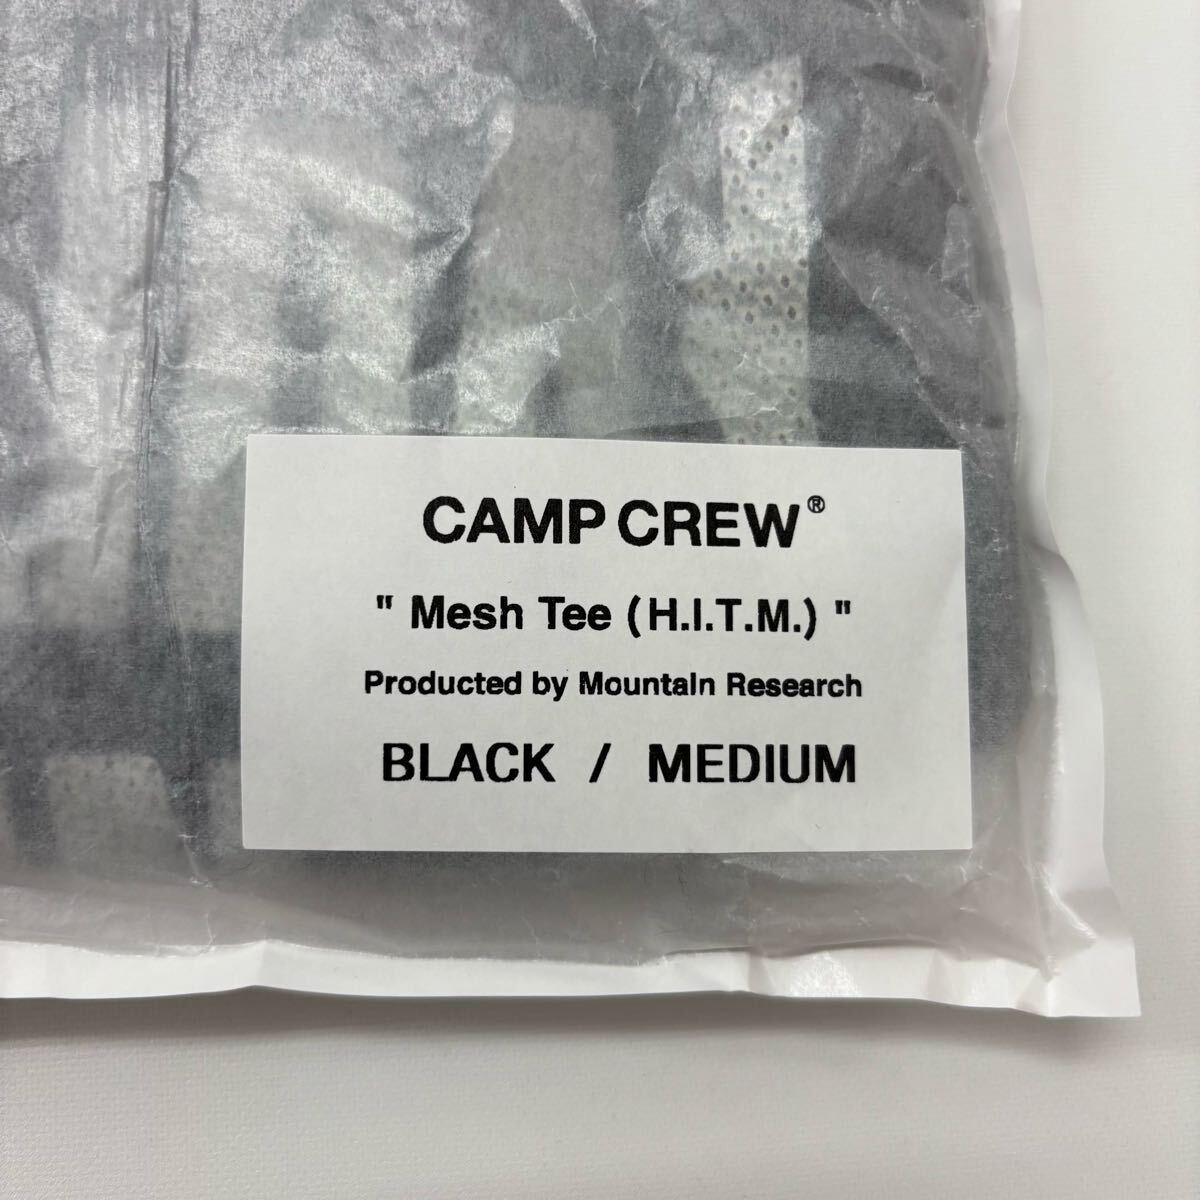 CAMP CREW®
" Mesh Tee (H.I.T.M.) "
Producted by Mountain Research
BLACK / MEDIUM